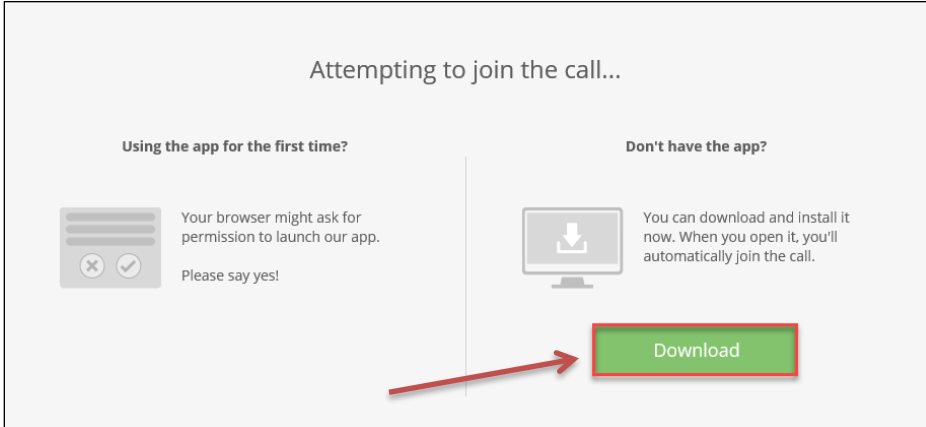 Attempting to join the call...
Using the app for the first time?
Your browser might ask for
permission to launch our app.
Please say yes!
Don't have the app?
You can download and install it
now. When you open it, you'll
automatically join the call.
Download